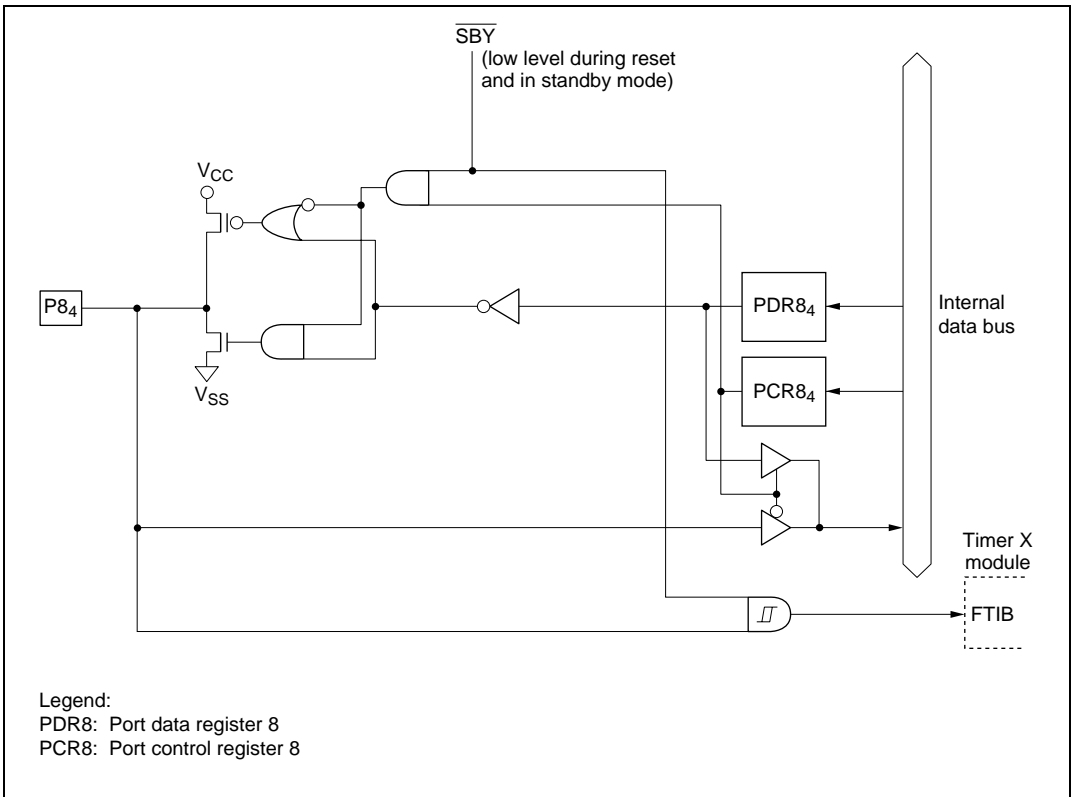 SBY
(low level during reset
and in standby mode)
VCC
P84
PDR84
Internal
data bus
PCR84
VSS
Timer X
module
FTIB
Legend:
PDR8: Port data register 8
PCR8: Port control register 8